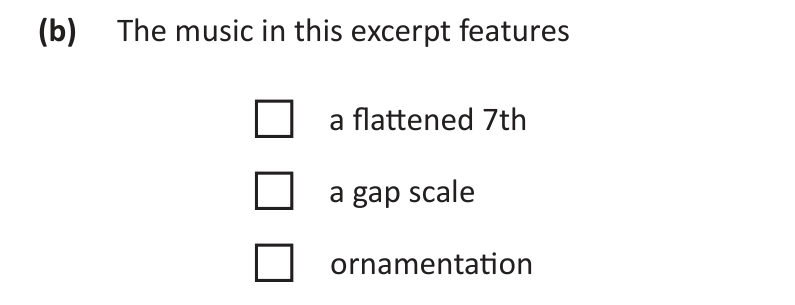 (b) The music in this excerpt features
a flattened 7th
a gap scale
ornamentation